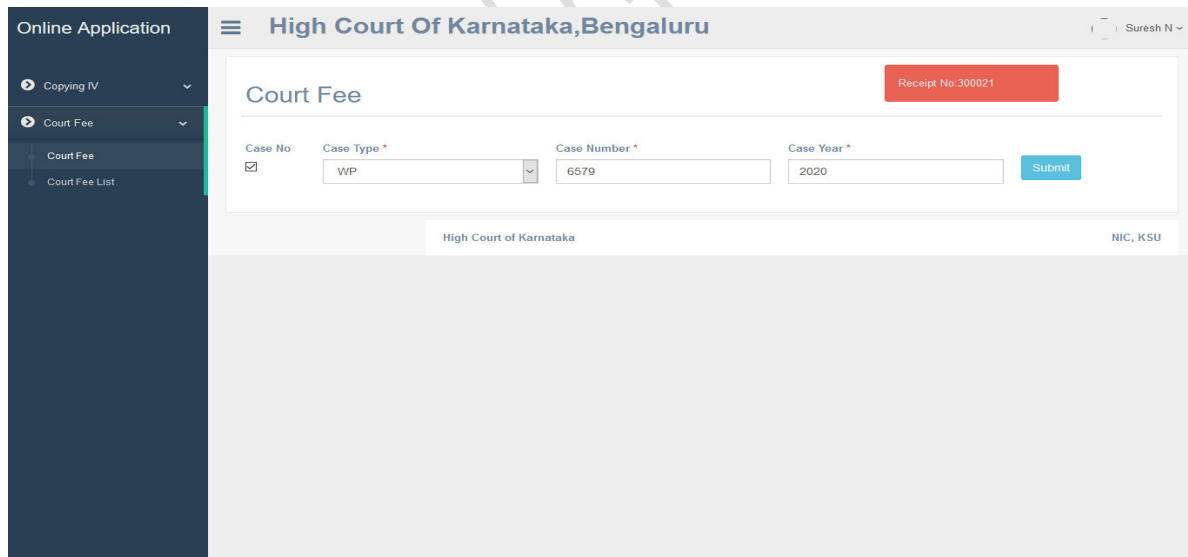 Online Application
High Court Of Karnataka,Bengaluru
Suresh N
Copying IV
Court Fee
Court Fee
Court Fee List
Court Fee
Receipt No:300021
Case No
Case Type *
Case Number *
Case Year *
WP
6579
2020
Submit
High Court of Karnataka
NIC, KSU